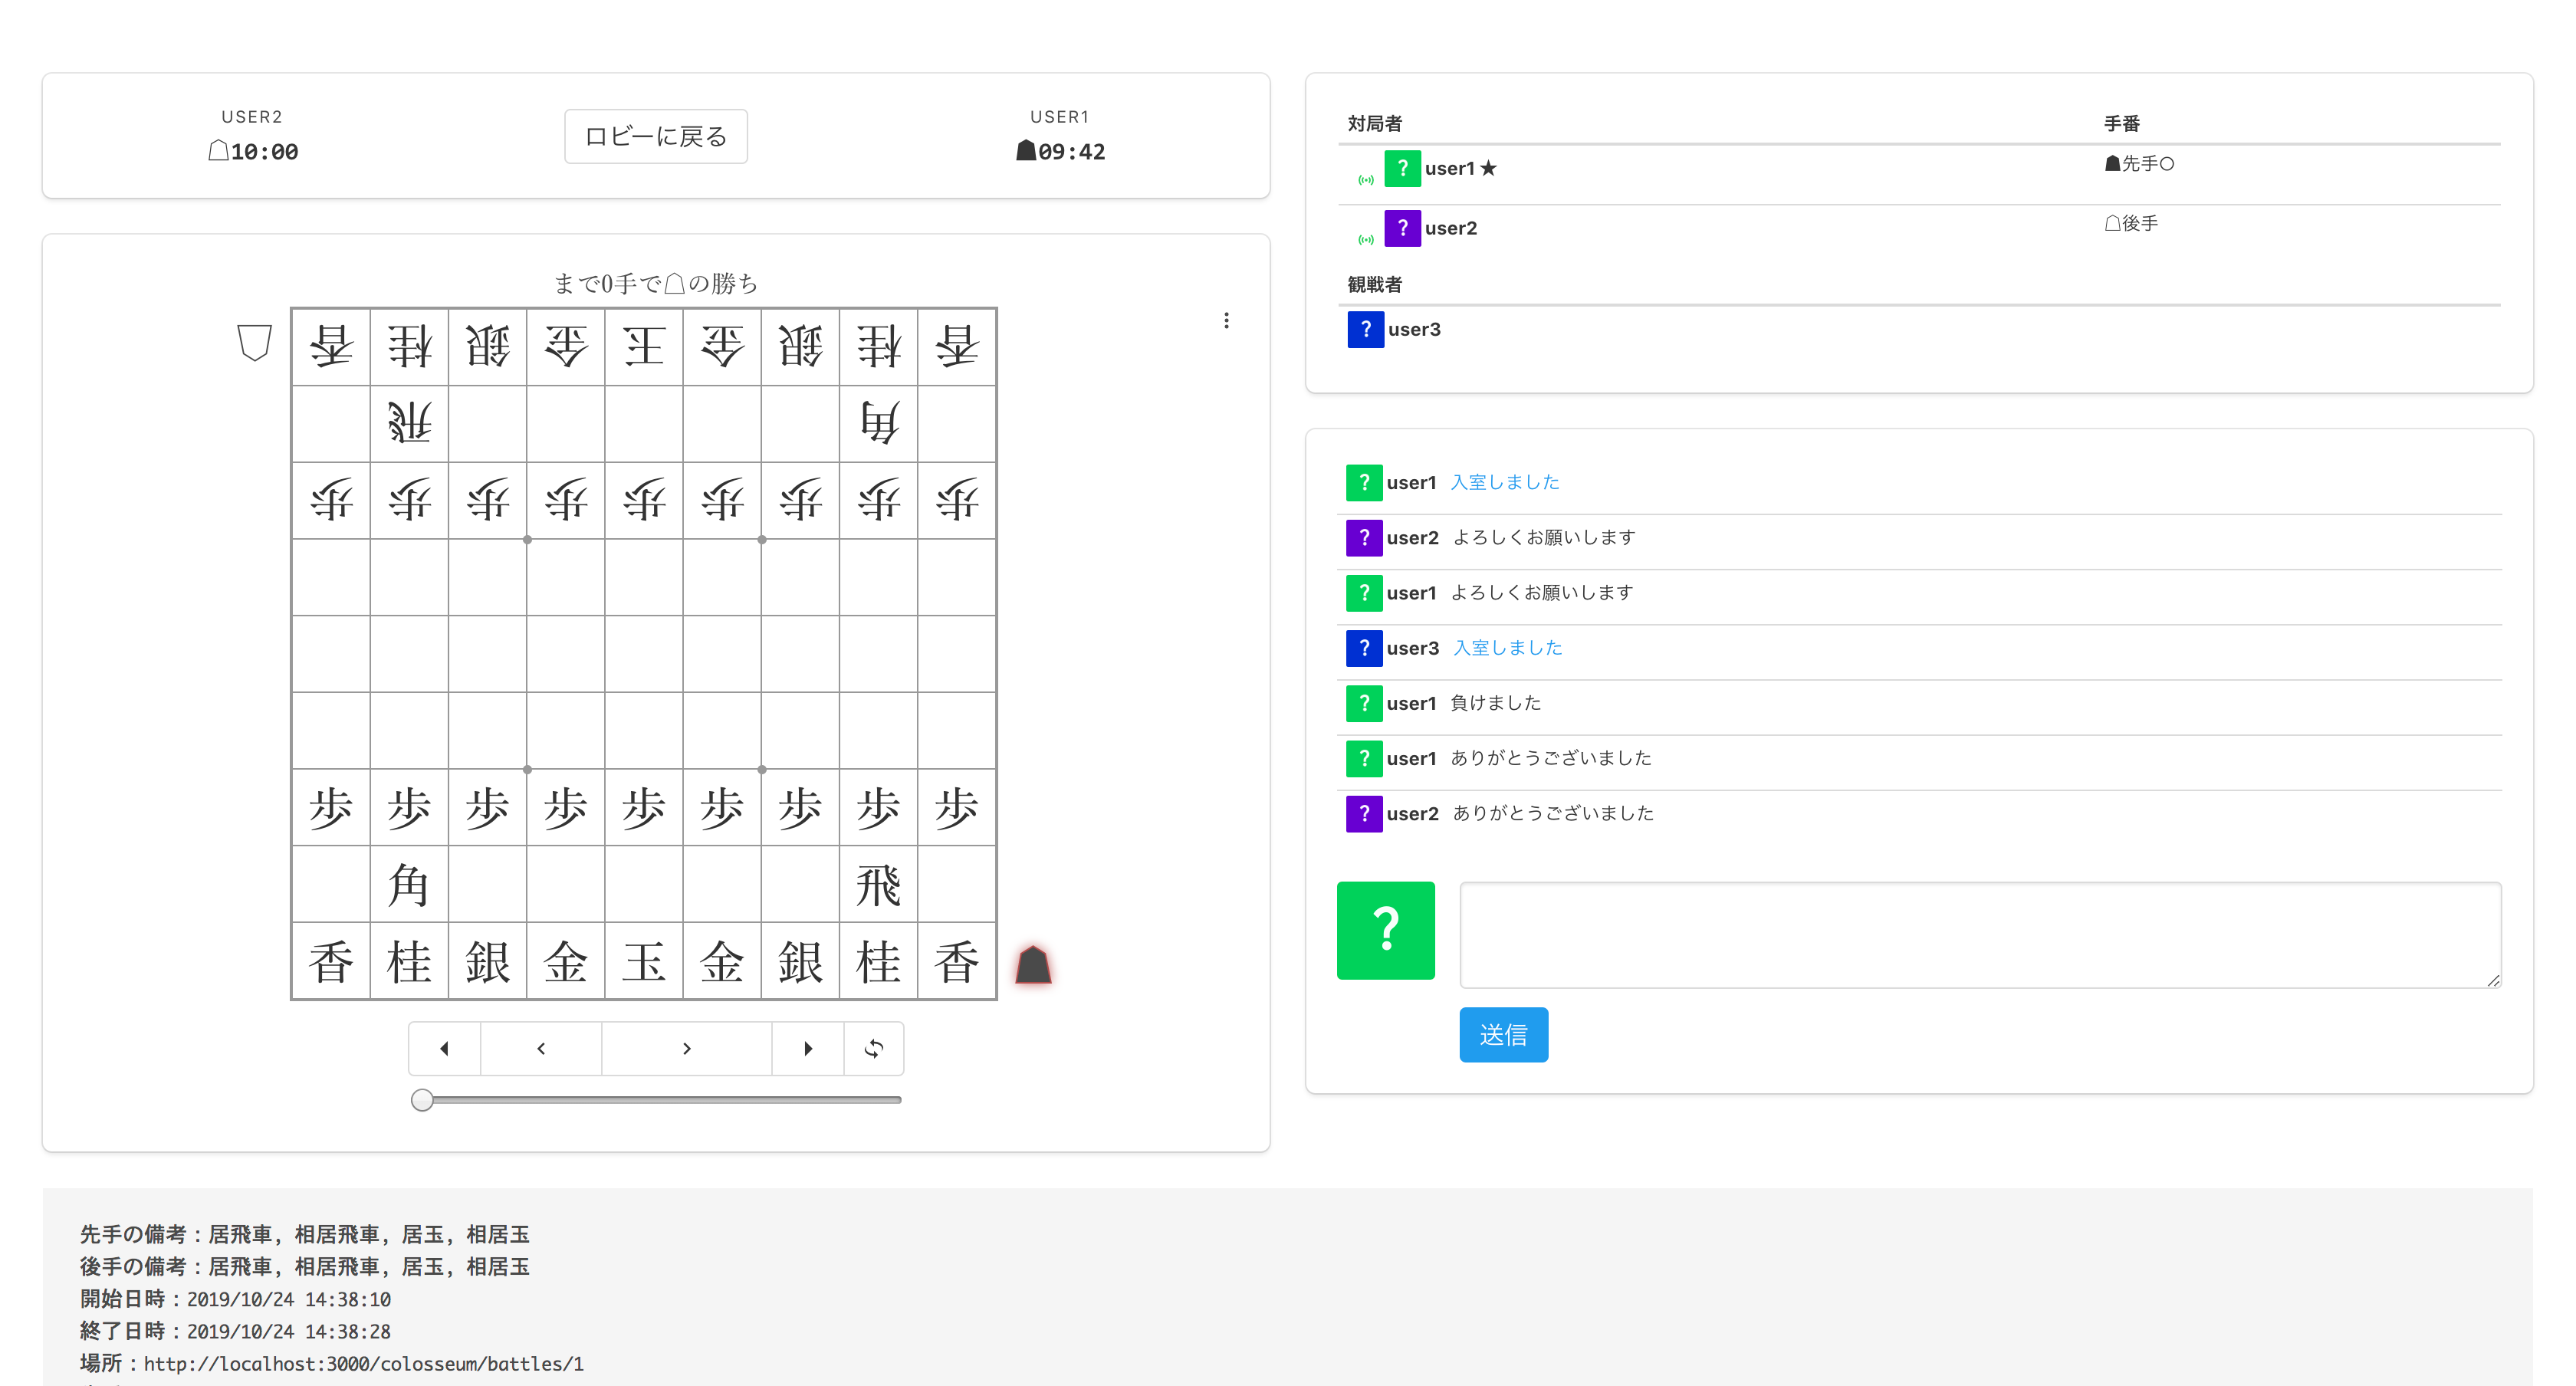 USER2
☖10:00
ロビーに戻る
USER1
☗09:42
まで0手で☖の勝ち
香桂銀金王金銀桂香
飛角
歩歩歩歩歩歩歩歩歩
歩歩歩歩歩歩歩歩歩
角飛
香桂銀金玉金銀桂香
対局者 手番
? user1★ ☗先手○
? user2 ☖後手
観戦者
? user3
? user1 入室しました
? user2 よろしくお願いします
? user1 よろしくお願いします
? user3 入室しました
? user1 負けました
? user1 ありがとうございました
? user2 ありがとうございました
?
送信
先手の備考：居飛車, 相居飛車, 居玉, 相居玉
後手の備考：居飛車, 相居飛車, 居玉, 相居玉
開始日時：2019/10/24 14:38:10
終了日時：2019/10/24 14:38:28
場所：http://localhost:3000/colosseum/battles/1